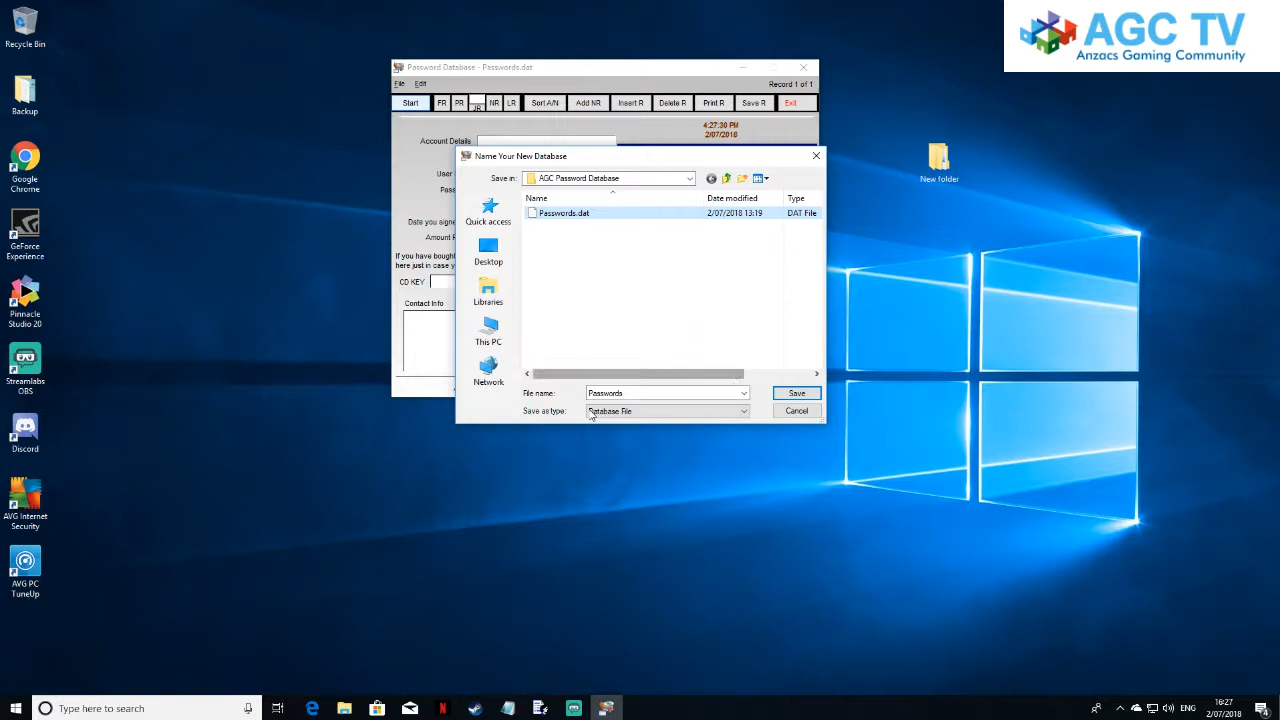 AGC TV
Anzacs Gaming Community
Recycle Bin
Backup
Google
Chrome
GeForce
Experience
Pinnacle
Studio 20
Streamlabs
OBS
Discord
AVG Internet
Security
AVG PC
TuneUp
New folder
Password Database - Passwords.dat
File Edit Record 1 of 1
Start FR PR JR NR LR Sort A/N Add NR Insert R Delete R Print R Save R Exit
4:27:30 PM
2/07/2018
Account Details
User
Pass
Date you signe
Amount P
If you have bought
here just in case y
CD KEY
Contact Info
Name Your New Database
Save in: AGC Password Database
Name Date modified Type
Passwords.dat 2/07/2018 13:19 DAT File
Quick access
Desktop
Libraries
This PC
Network
File name: Passwords Save
Save as type: Database File Cancel
Type here to search
ENG
16:27
2/07/2018
4